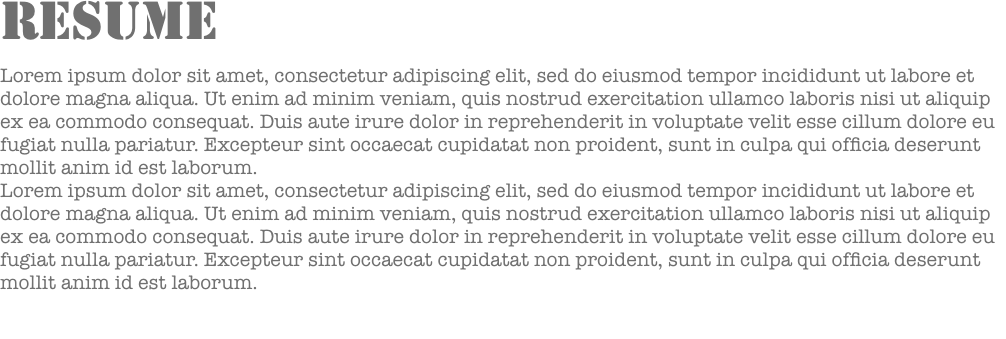 RESUME
Lorem ipsum dolor sit amet, consectetur adipiscing elit, sed do eiusmod tempor incididunt ut labore et
dolore magna aliqua. Ut enim ad minim veniam, quis nostrud exercitation ullamco laboris nisi ut aliquip
ex ea commodo consequat. Duis aute irure dolor in reprehenderit in voluptate velit esse cillum dolore eu
fugiat nulla pariatur. Excepteur sint occaecat cupidatat non proident, sunt in culpa qui officia deserunt
mollit anim id est laborum.
Lorem ipsum dolor sit amet, consectetur adipiscing elit, sed do eiusmod tempor incididunt ut labore et
dolore magna aliqua. Ut enim ad minim veniam, quis nostrud exercitation ullamco laboris nisi ut aliquip
ex ea commodo consequat. Duis aute irure dolor in reprehenderit in voluptate velit esse cillum dolore eu
fugiat nulla pariatur. Excepteur sint occaecat cupidatat non proident, sunt in culpa qui officia deserunt
mollit anim id est laborum.